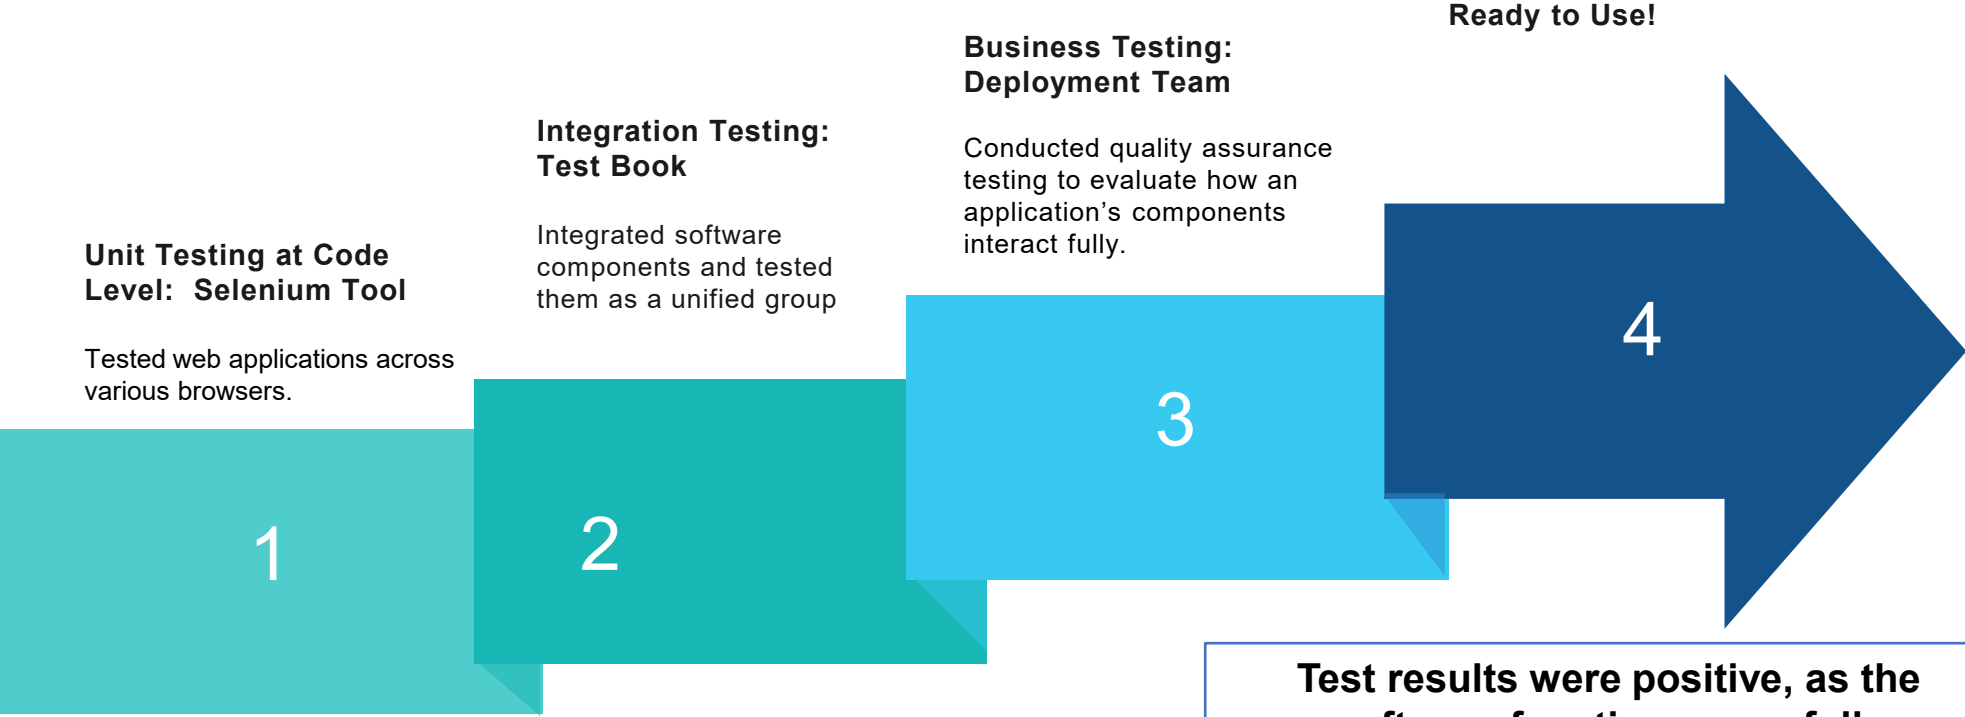 Ready to Use!
Business Testing:
Deployment Team
Conducted quality assurance
testing to evaluate how an
application’s components
interact fully.
Integration Testing:
Test Book
Integrated software
components and tested
them as a unified group
Unit Testing at Code
Level:  Selenium Tool
Tested web applications across
various browsers.
1
2
3
4
Test results were positive, as the